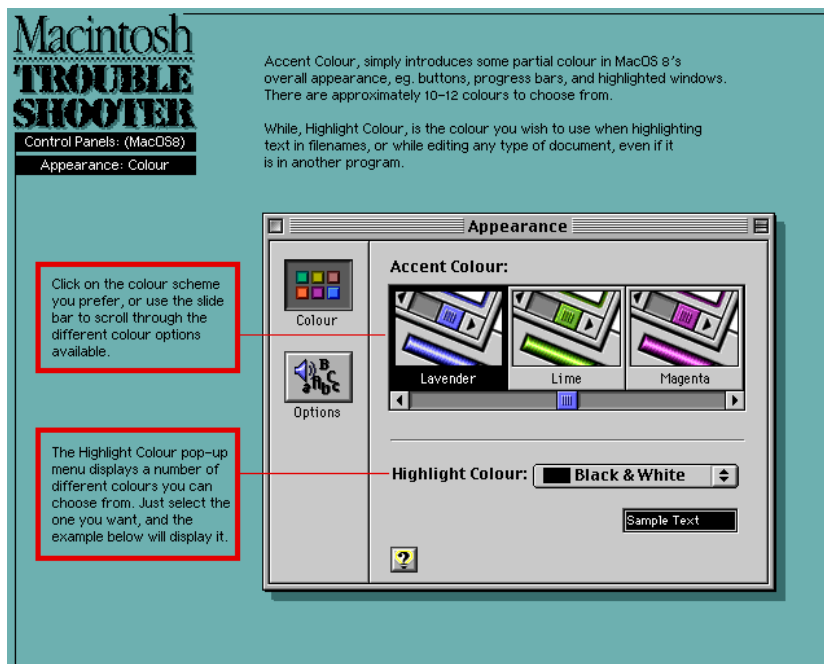 Macintosh
TROUBLE
SHOOTER
Control Panels: (MacOS8)
Appearance: Colour
Accent Colour, simply introduces some partial colour in MacOS 8's
overall appearance, eg. buttons, progress bars, and highlighted windows.
There are approximately 10-12 colours to choose from.
While, Highlight Colour, is the colour you wish to use when highlighting
text in filenames, or while editing any type of document, even if it
is in another program.
Appearance
Click on the colour scheme
you prefer, or use the slide
bar to scroll through the
different colour options
available.
Colour
Options
Accent Colour:
Lavender
Lime
Magenta
The Highlight Colour pop-up
menu displays a number of
different colours you can
choose from. Just select the
one you want, and the
example below will display it.
Highlight Colour: Black & White
Sample Text
?